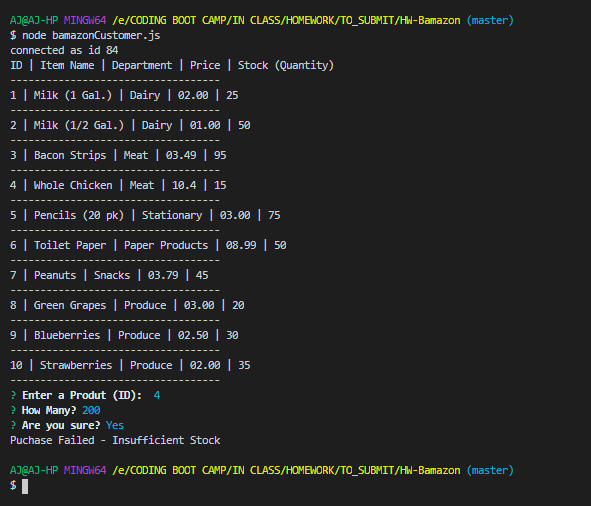 AJ@AJ-HP MINGW64 /e/CODING BOOT CAMP/IN CLASS/HOMEWORK/TO_SUBMIT/HW-Bamazon (master)
$ node bamazonCustomer.js
connected as id 84
ID | Item Name | Department | Price | Stock (Quantity)
--------------------------------
1 | Milk (1 Gal.) | Dairy | 02.00 | 25
--------------------------------
2 | Milk (1/2 Gal.) | Dairy | 01.00 | 50
--------------------------------
3 | Bacon Strips | Meat | 03.49 | 95
--------------------------------
4 | Whole Chicken | Meat | 10.4 | 15
--------------------------------
5 | Pencils (20 pk) | Stationary | 03.00 | 75
--------------------------------
6 | Toilet Paper | Paper Products | 08.99 | 50
--------------------------------
7 | Peanuts | Snacks | 03.79 | 45
--------------------------------
8 | Green Grapes | Produce | 03.00 | 20
--------------------------------
9 | Blueberries | Produce | 02.50 | 30
--------------------------------
10 | Strawberries | Produce | 02.00 | 35
--------------------------------
? Enter a Produt (ID):  4
? How Many? 200
? Are you sure? Yes
Puchase Failed - Insufficient Stock
AJ@AJ-HP MINGW64 /e/CODING BOOT CAMP/IN CLASS/HOMEWORK/TO_SUBMIT/HW-Bamazon (master)
$